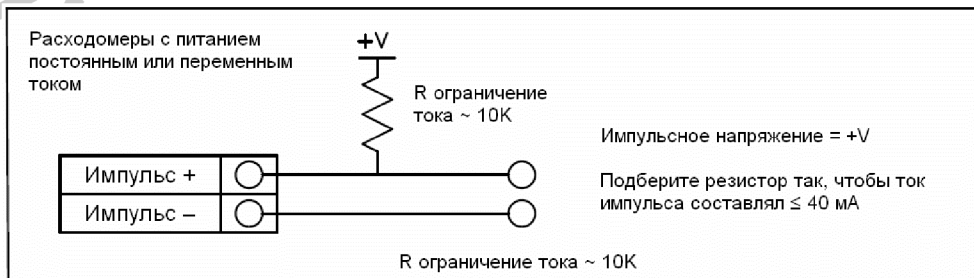 Расходомеры с питанием
постоянным или переменным
током
+V
R ограничение
тока ~ 10K
Импульсное напряжение = +V
Подберите резистор так, чтобы ток
импульса составлял ≤ 40 мА
Импульс +
Импульс –
R ограничение тока ~ 10K